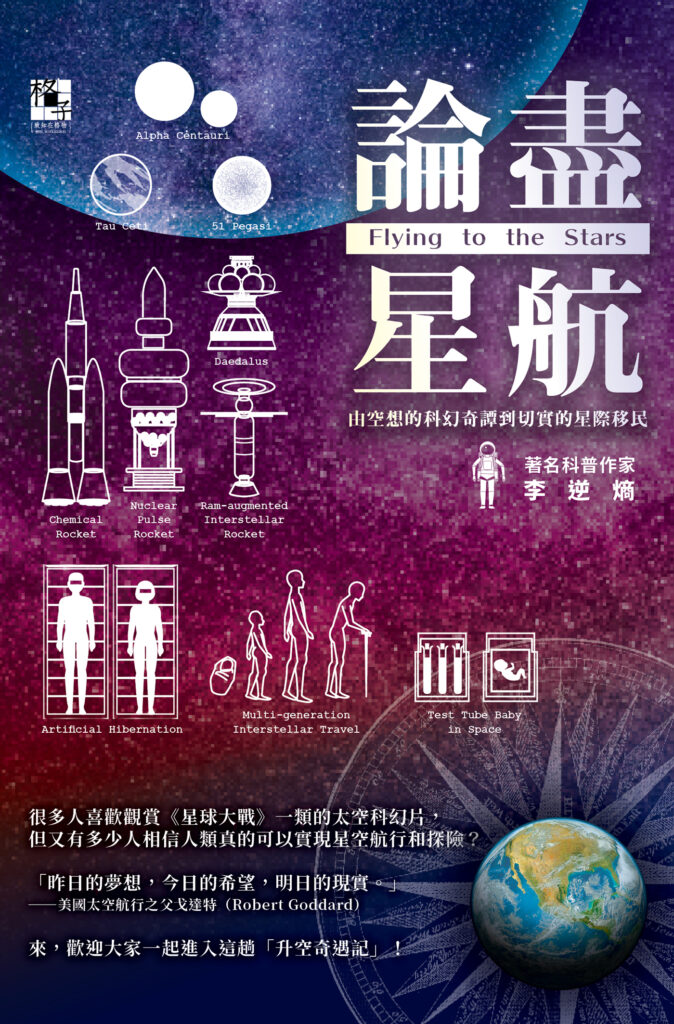 格子
Alpha Centauri
Tau Ceti
51 Pegasi
論盡
Flying to the Stars
星航
由空想的科幻奇譚到切實的星際移民
著名科普作家
李逆熵
Daedalus
Chemical
Rocket
Nuclear
Pulse
Rocket
Ram-augmented
Interstellar
Rocket
Artificial Hibernation
Multi-generation
Interstellar Travel
Test Tube Baby
in Space
很多人喜歡觀賞《星球大戰》一類的太空科幻片，
但又有多少人相信人類真的可以實現星空航行和探險？
「昨日的夢想，今日的希望，明日的現實。」
——美國太空航行之父戈達特（Robert Goddard）
來，歡迎大家一起進入這趟「升空奇遇記」！